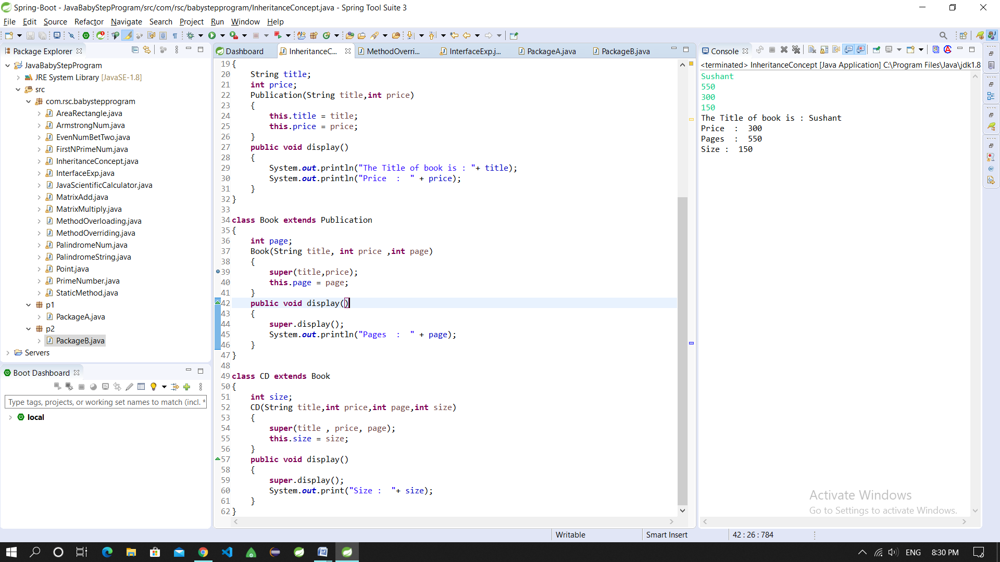 Spring-Boot - JavaBabyStepProgram/src/com/rsc/babystepprogram/InheritanceConcept.java - Spring Tool Suite 3
File Edit Source Refactor Navigate Search Project Run Window Help
Package Explorer
JavaBabyStepProgram
JRE System Library [JavaSE-1.8]
src
com.rsc.babystepprogram
AreaRectangle.java
ArmstrongNum.java
EvenNumBetTwo.java
FirstNPrimeNum.java
InheritanceConcept.java
InterfaceExp.java
JavaScientificCalculator.java
MatrixAdd.java
MatrixMultiply.java
MethodOverloading.java
MethodOverriding.java
PalindromeNum.java
PalindromeString.java
Point.java
PrimeNumber.java
StaticMethod.java
p1
PackageA.java
p2
PackageB.java
Servers
Boot Dashboard
Type tags, projects, or working set names to match (incl. *
local
Dashboard InheritanceC... MethodOverri... InterfaceExp.j... PackageA.java PackageB.java
19 {
20     String title;
21     int price;
22     Publication(String title,int price)
23     {
24         this.title = title;
25         this.price = price;
26     }
27     public void display()
28     {
29         System.out.println("The Title of book is : "+ title);
30         System.out.println("Price  :  " + price);
31     }
32 }
33
34 class Book extends Publication
35 {
36     int page;
37     Book(String title, int price ,int page)
38     {
39         super(title,price);
40         this.page = page;
41     }
42     public void display()
43     {
44         super.display();
45         System.out.println("Pages  :  " + page);
46     }
47 }
48
49 class CD extends Book
50 {
51     int size;
52     CD(String title,int price,int page,int size)
53     {
54         super(title , price, page);
55         this.size = size;
56     }
57     public void display()
58     {
59         super.display();
60         System.out.print("Size :  "+ size);
61     }
62 }
Console
<terminated> InheritanceConcept [Java Application] C:\Program Files\Java\jdk1.8
Sushant
550
300
150
The Title of book is : Sushant
Price  :  300
Pages  :  550
Size :  150
Activate Windows
Go to Settings to activate Windows.
Writable Smart Insert 42 : 26 : 784
ENG 8:30 PM